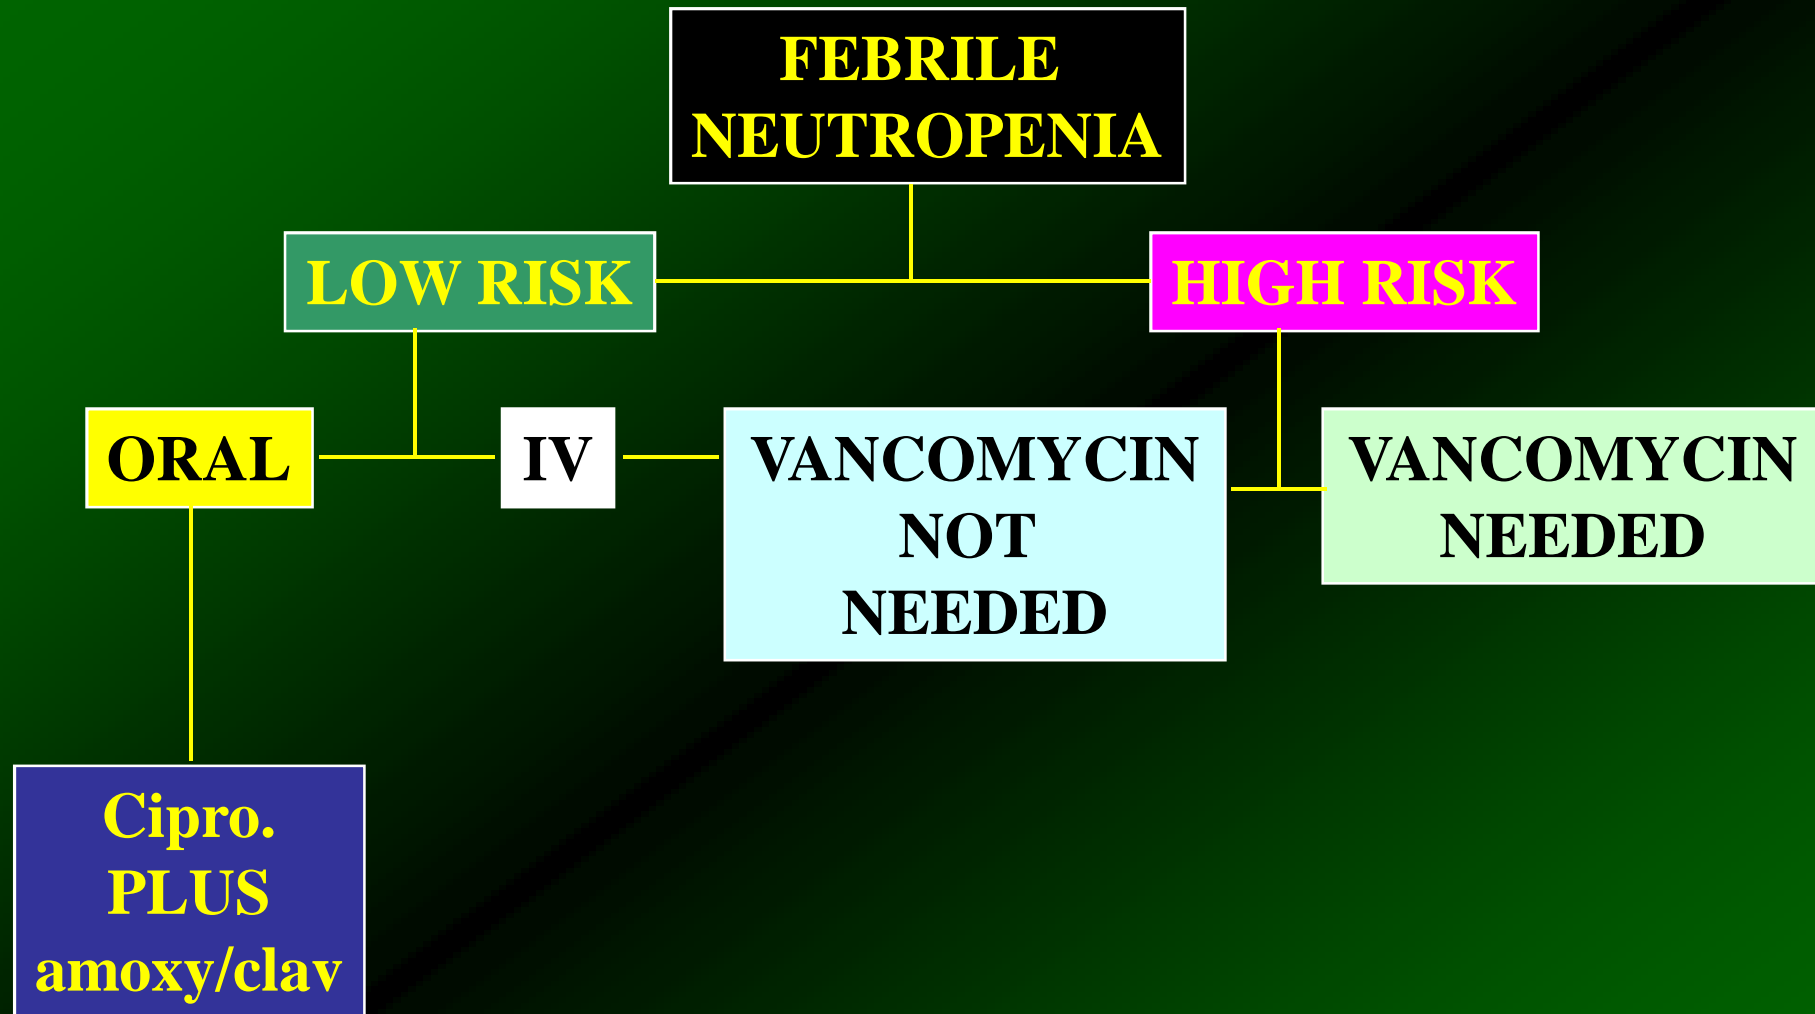 FEBRILE
NEUTROPENIA
LOW RISK
HIGH RISK
ORAL
IV
VANCOMYCIN
NOT
NEEDED
VANCOMYCIN
NEEDED
Cipro.
PLUS
amoxy/clav